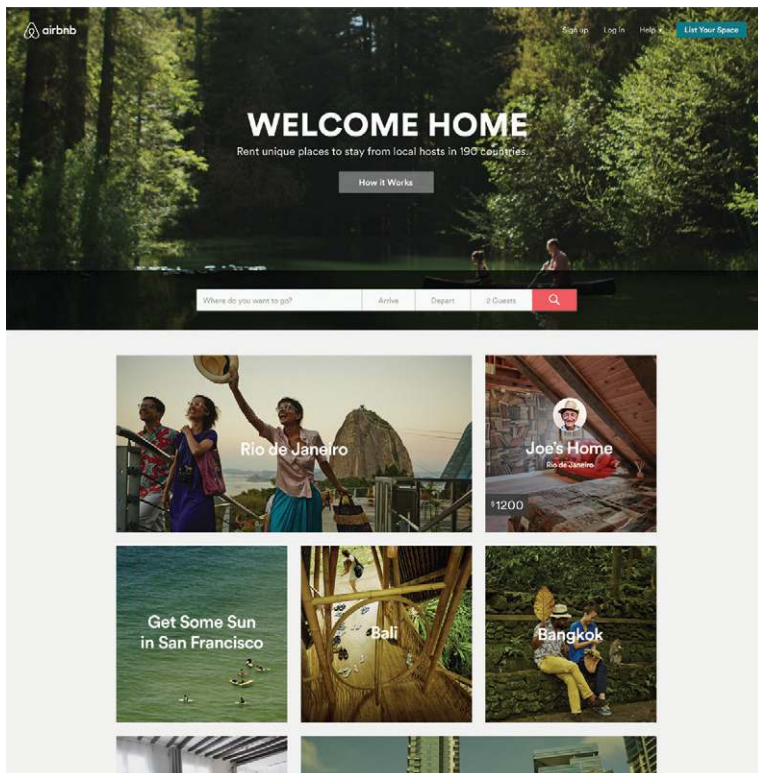 airbnb
Sign up
Log In
Help
List Your Space
WELCOME HOME
Rent unique places to stay from local hosts in 190 countries.
How it Works
Where do you want to go?
Arrive
Depart
2 Guests
Rio de Janeiro
Joe's Home
Rio de Janeiro
$1200
Get Some Sun
in San Francisco
Bali
Bangkok